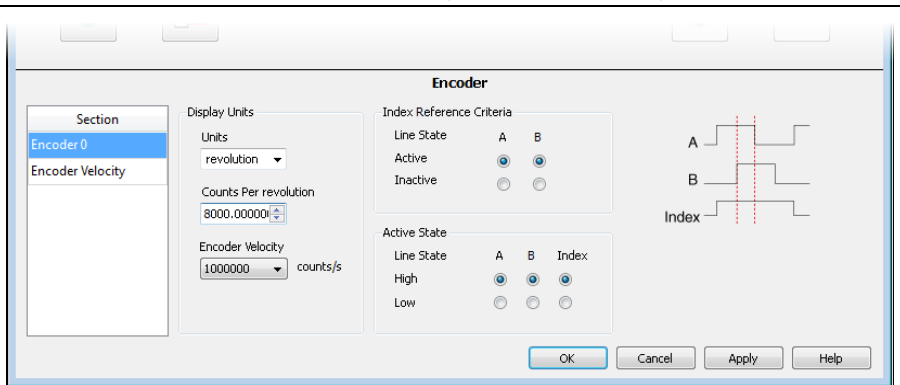 Encoder
Section
Encoder 0
Encoder Velocity
Display Units
Units
revolution
Counts Per revolution
8000.00000
Encoder Velocity
1000000 counts/s
Index Reference Criteria
Line State A B
Active
Inactive
Active State
Line State A B Index
High
Low
A
B
Index
OK Cancel Apply Help